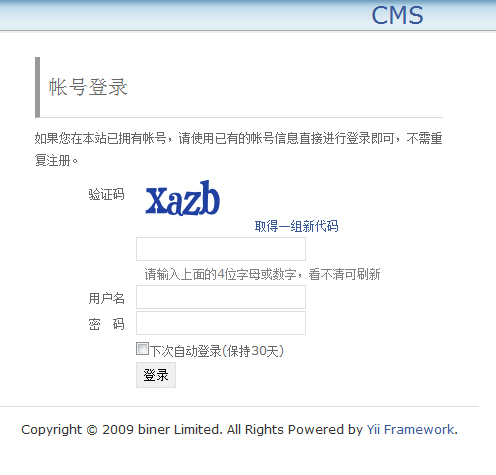 CMS
帐号登录
如果您在本站已拥有帐号，请使用已有的帐号信息直接进行登录即可，不需重
复注册。
验证码
xazb
取得一组新代码
请输入上面的4位字母或数字，看不清可刷新
用户名
密 码
下次自动登录(保持30天)
登录
Copyright © 2009 biner Limited. All Rights Powered by Yii Framework.